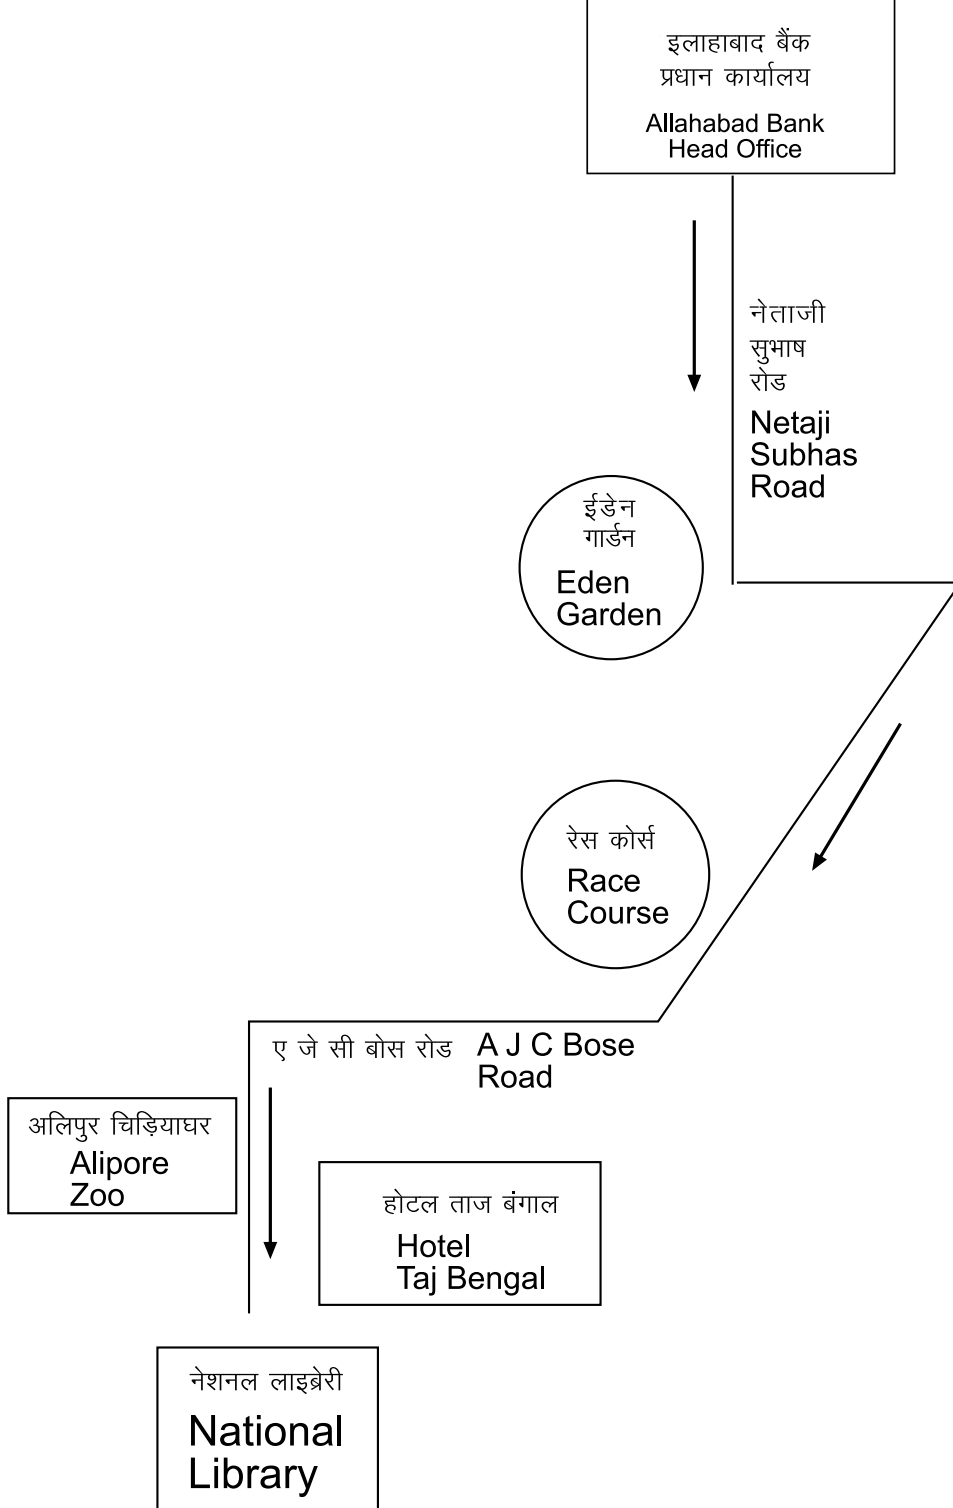 इलाहाबाद बैंक
प्रधान कार्यालय
Allahabad Bank
Head Office
नेताजी
सुभाष
रोड
Netaji
Subhas
Road
ईडेन
गार्डन
Eden
Garden
रेस कोर्स
Race
Course
ए जे सी बोस रोड
A J C Bose
Road
अलिपुर चिड़ियाघर
Alipore
Zoo
होटल ताज बंगाल
Hotel
Taj Bengal
नेशनल लाइब्रेरी
National
Library